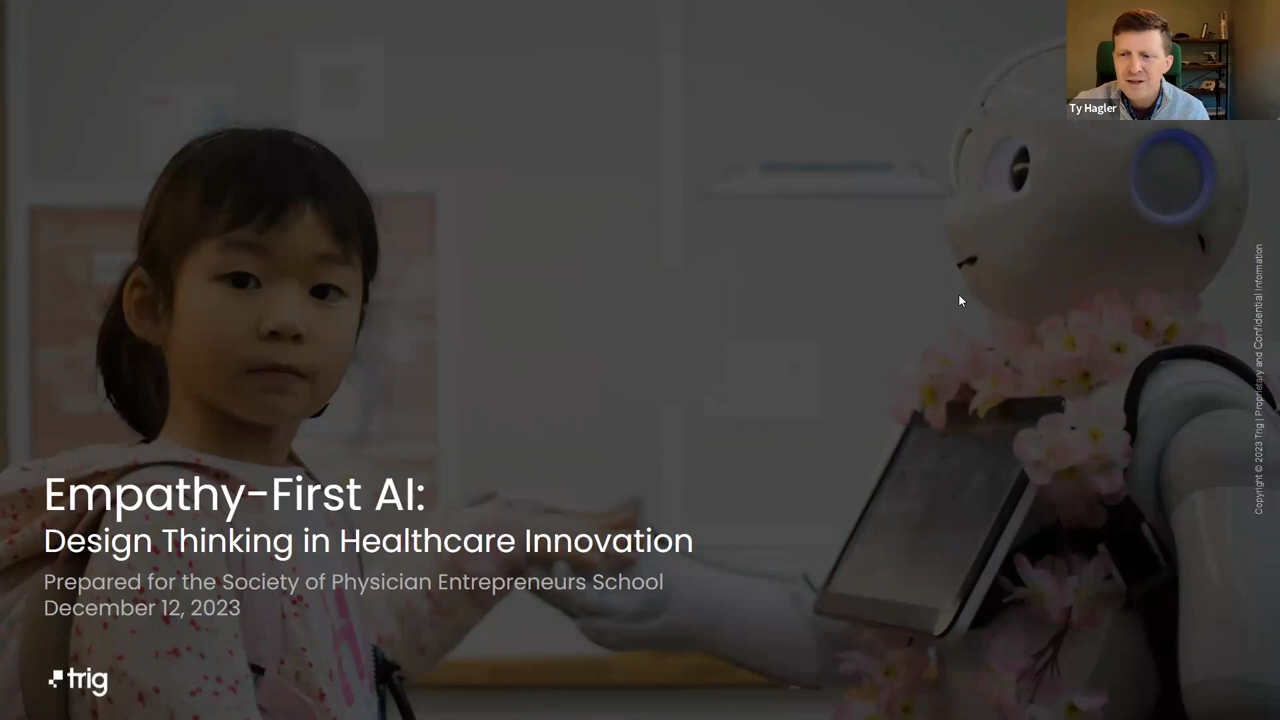 Ty Hagler
Empathy-First AI:
Design Thinking in Healthcare Innovation
Prepared for the Society of Physician Entrepreneurs School
December 12, 2023
trig
Copyright © 2023 Trig | Proprietary and Confidential Information